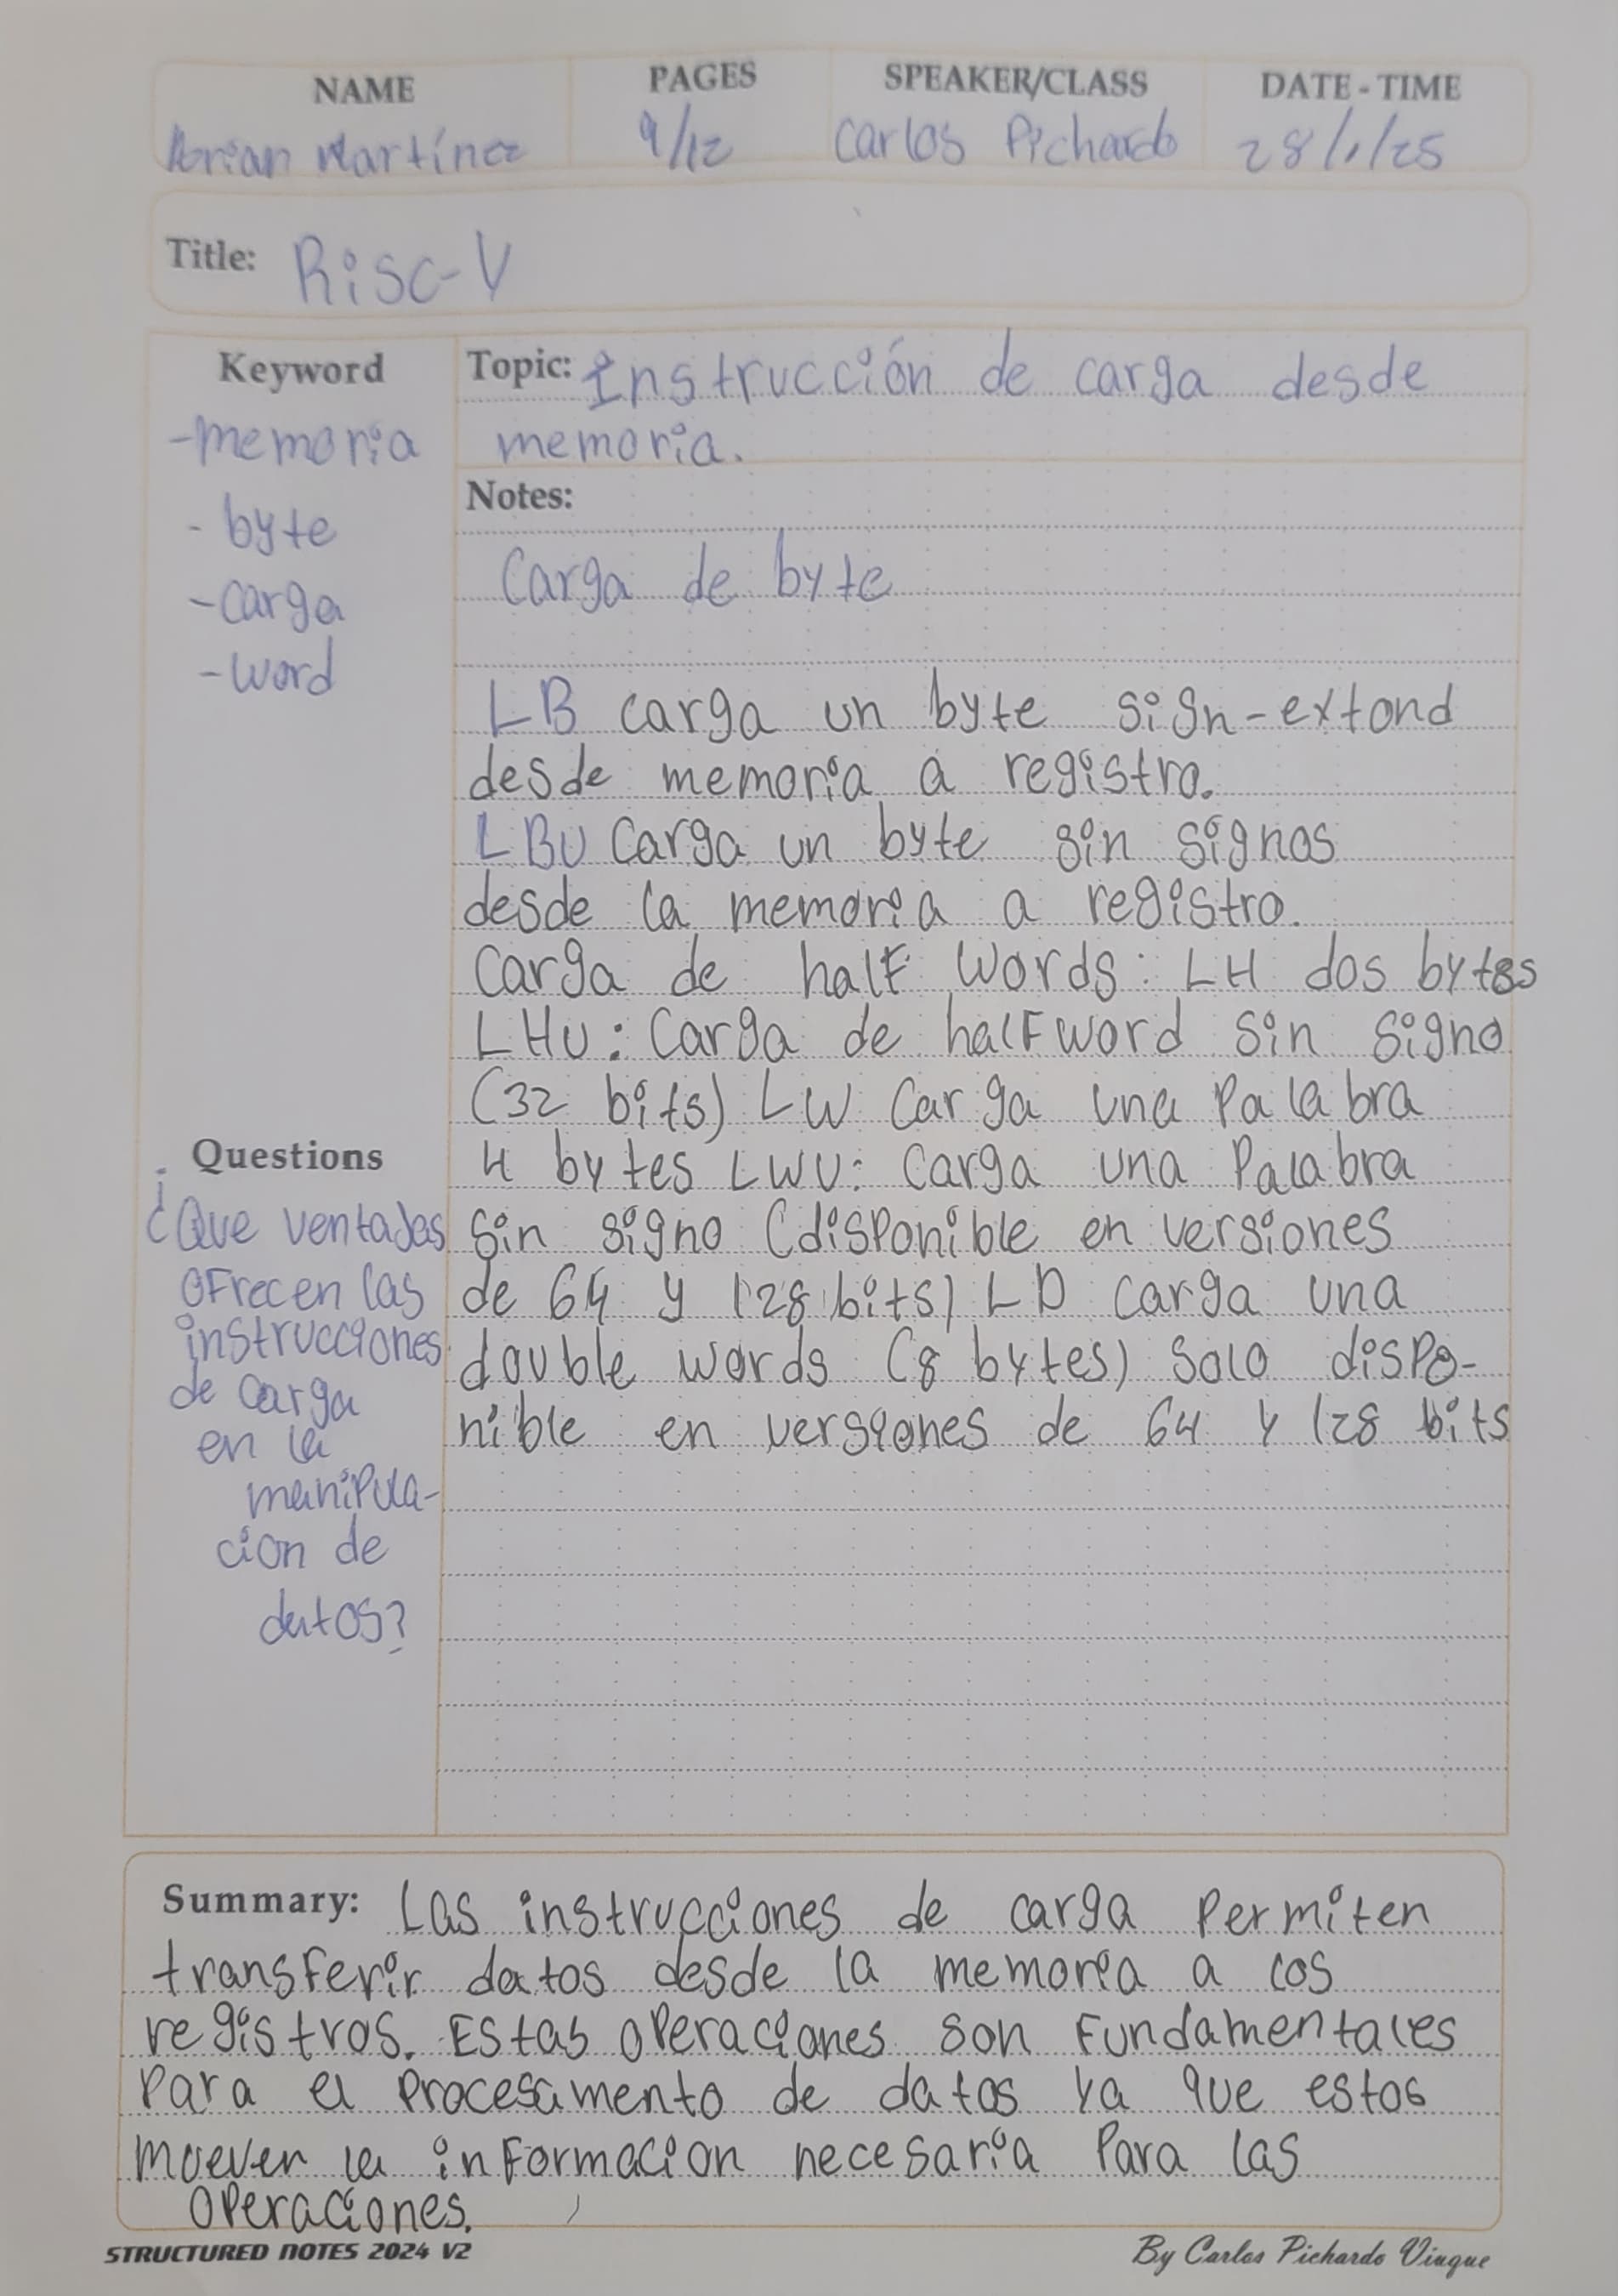 NAME PAGES SPEAKER/CLASS DATE - TIME
Martínez 9/12 Carlos Pichardo 28/1/25
Title: Risc-V
Keyword
-memoria
- byte
-carga
-word
Topic: Instrucción de carga desde
memoria.
Notes:
Carga de byte
LB carga un byte sign-extond
desde memoria a registro.
LBU Carga un byte sin signos
desde la memoria a registro.
Carga de half words: LH dos bytes
LHU: Carga de halfword sin signo
(32 bits) LW Carga una Palabra
4 bytes LWU: Carga una Palabra
sin signo (disponible en versiones
de 64 y 128 bits) LD carga una
double words (8 bytes) solo dispo-
nible en versiones de 64 y 128 bits
Questions
¿Que ventajas
ofrecen las
instrucciones
de carga
en la
manipula-
cion de
datos?
Summary: Las instrucciones de carga Permiten
transferir datos desde la memoria a los
registros. Estas operaciones son fundamentales
Para el Procesamento de datos ya que estos
mueven la informacion necesaria Para las
operaciones.
STRUCTURED NOTES 2024 V2
By Carlos Pichardo Viuque